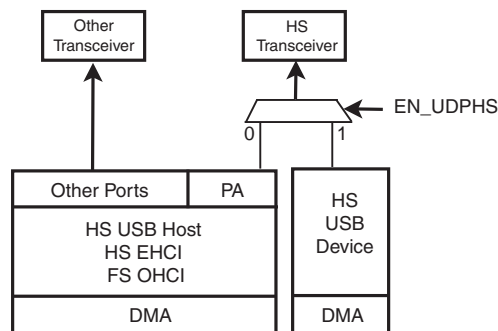 Other
Transceiver
HS
Transceiver
EN_UDPHS
0
1
Other Ports
PA
HS
USB
Device
HS USB Host
HS EHCI
FS OHCI
DMA
DMA